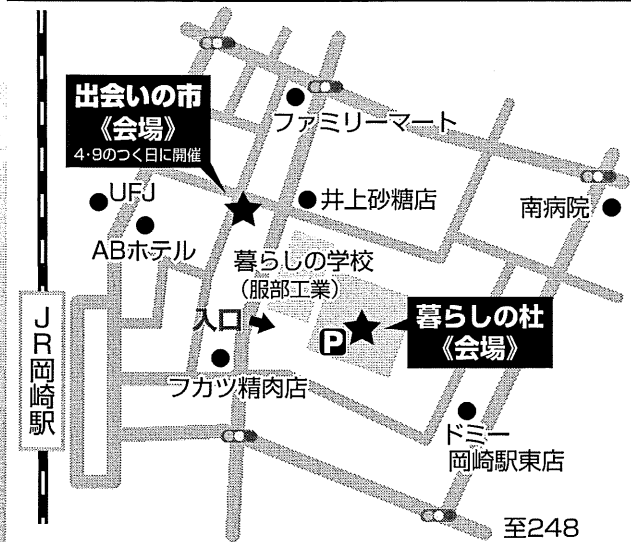 出会いの市
《会場》
4・9のつく日に開催
ファミリーマート
UFJ
井上砂糖店
南病院
ABホテル
暮らしの学校
(服部工業)
入口
P
暮らしの杜
《会場》
JR岡崎駅
フカツ精肉店
ドミー
岡崎駅東店
至248